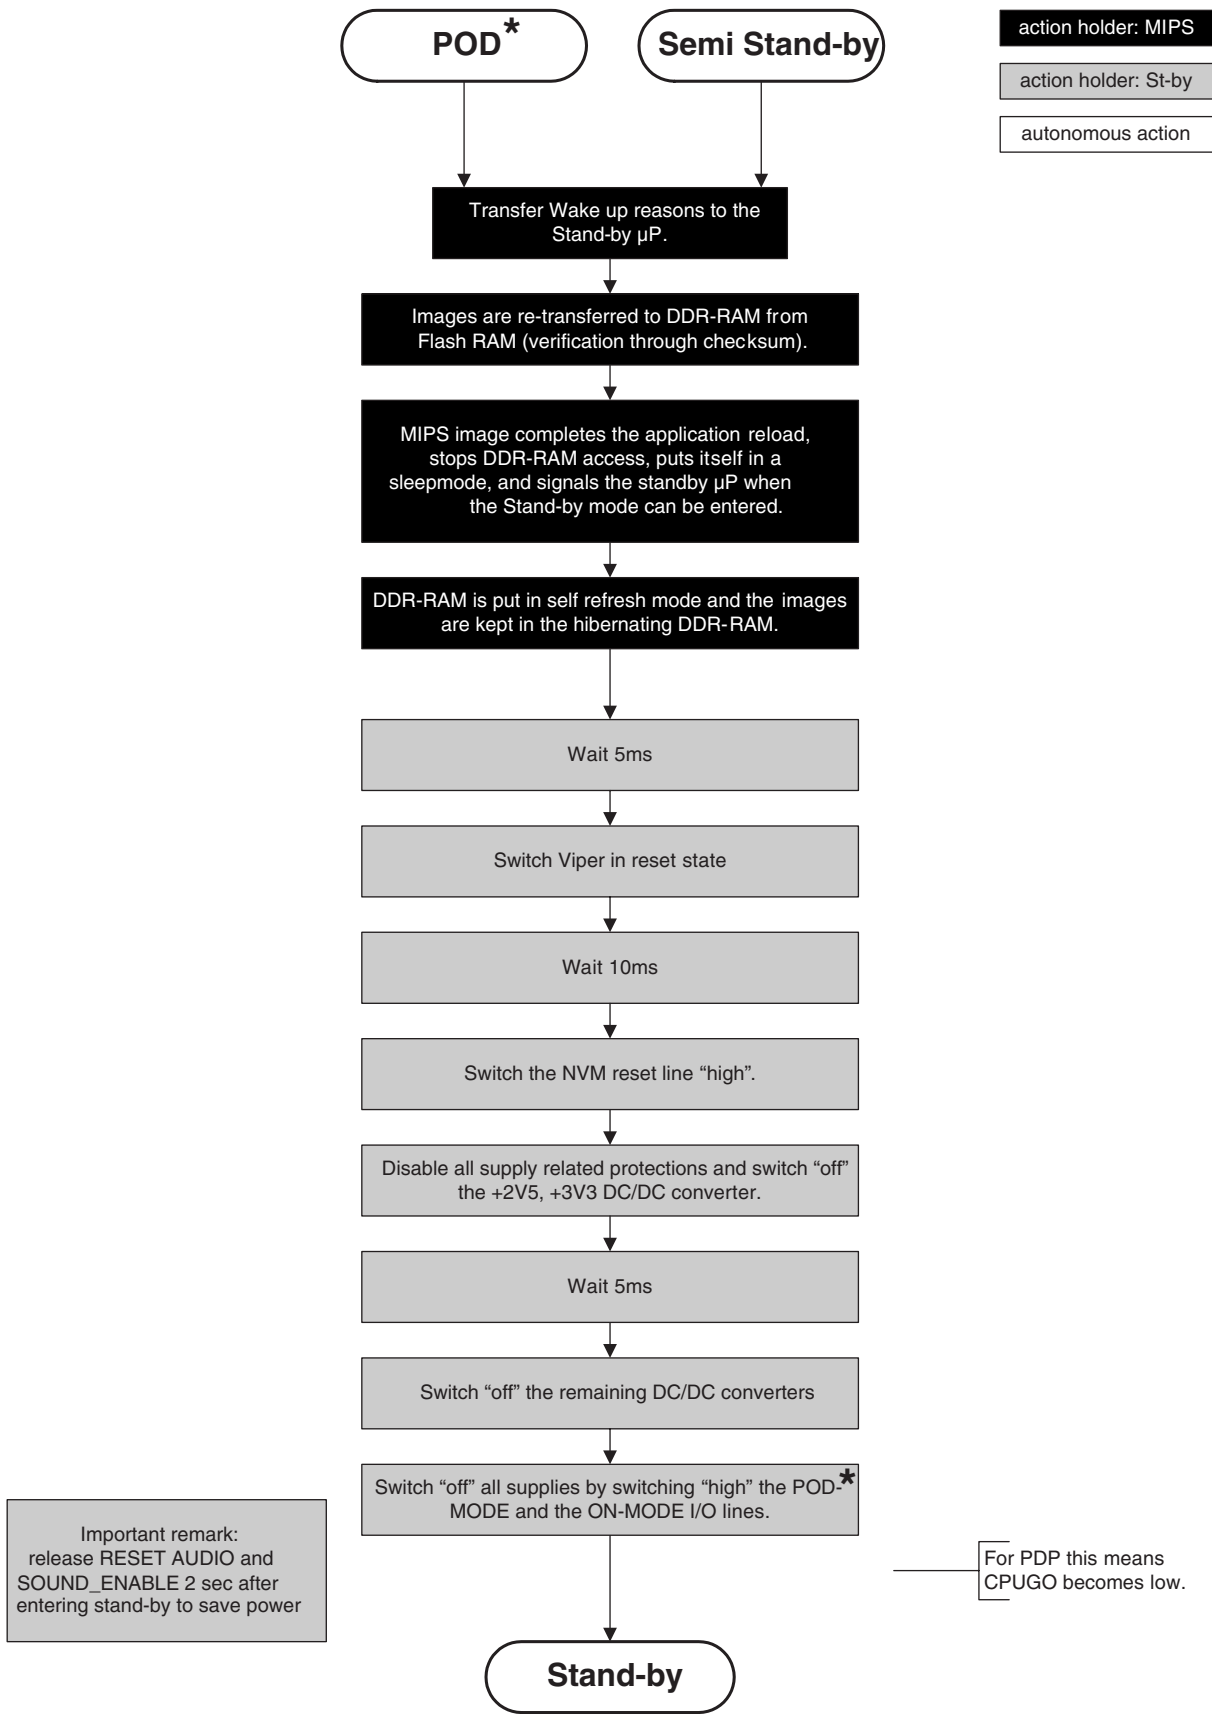 POD*
Semi Stand-by
action holder: MIPS
action holder: St-by
autonomous action
Transfer Wake up reasons to the
Stand-by µP.
Images are re-transferred to DDR-RAM from
Flash RAM (verification through checksum).
MIPS image completes the application reload,
stops DDR-RAM access, puts itself in a
sleepmode, and signals the standby µP when
the Stand-by mode can be entered.
DDR-RAM is put in self refresh mode and the images
are kept in the hibernating DDR-RAM.
Wait 5ms
Switch Viper in reset state
Wait 10ms
Switch the NVM reset line “high”.
Disable all supply related protections and switch “off”
the +2V5, +3V3 DC/DC converter.
Wait 5ms
Switch “off” the remaining DC/DC converters
Switch “off” all supplies by switching “high” the POD-*
MODE and the ON-MODE I/O lines.
Important remark:
release RESET AUDIO and
SOUND_ENABLE 2 sec after
entering stand-by to save power
For PDP this means
CPUGO becomes low.
Stand-by